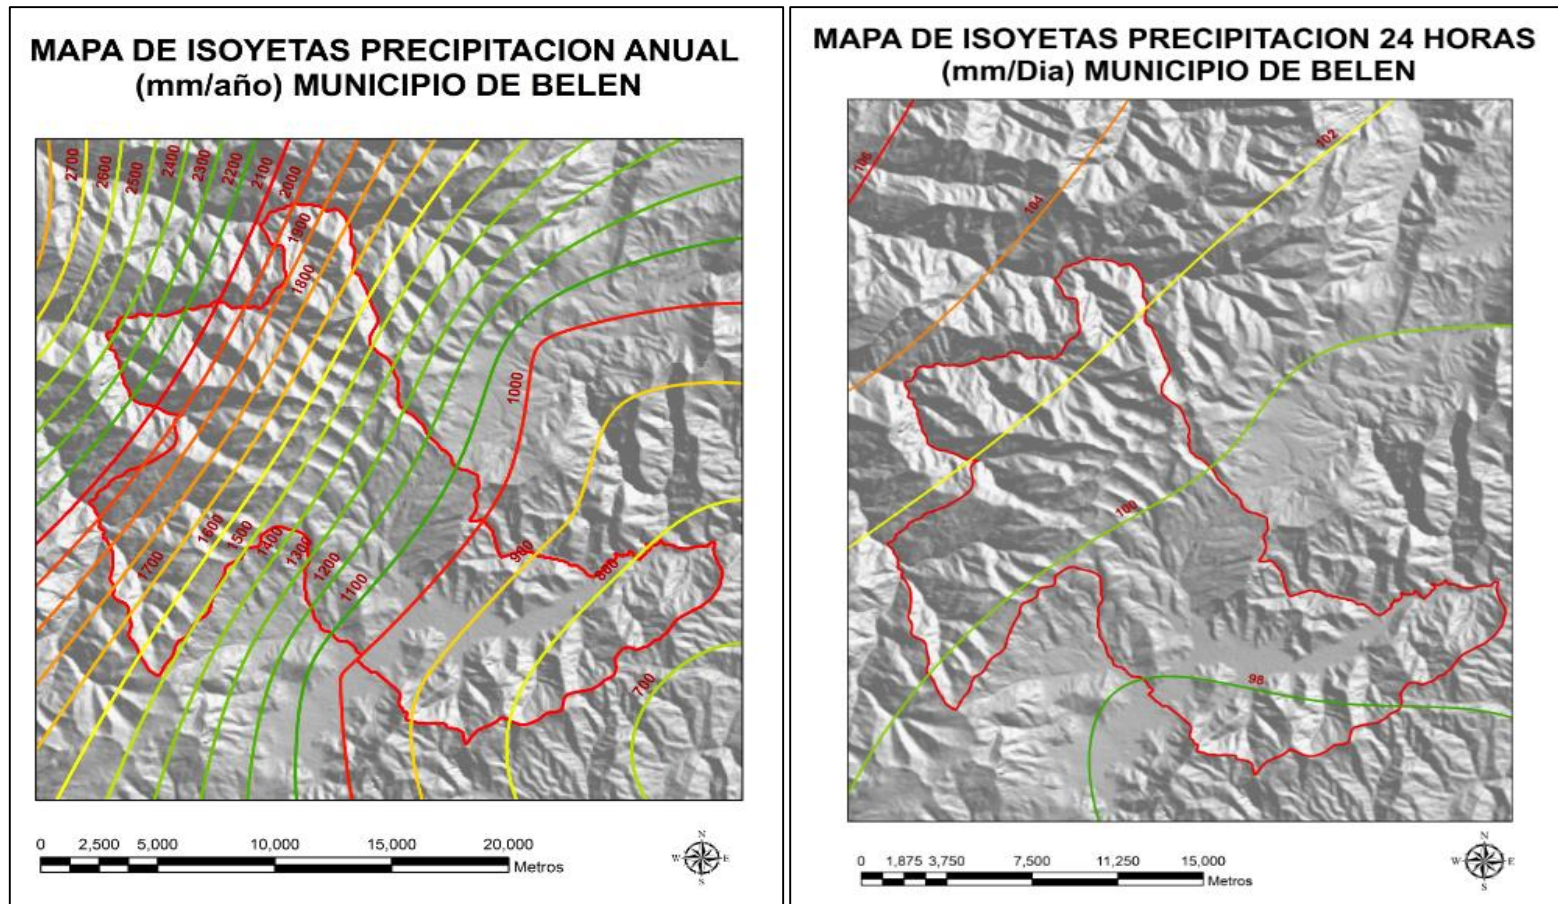 MAPA DE ISOYETAS PRECIPITACION ANUAL
(mm/año) MUNICIPIO DE BELEN
2700
2600
2500
2400
2300
2200
2100
2000
1900
1800
1700
1600
1500
1400
1300
1200
1100
1000
900
800
700
0 2,500 5,000 10,000 15,000 20,000
Metros
N
W E
S
MAPA DE ISOYETAS PRECIPITACION 24 HORAS
(mm/Dia) MUNICIPIO DE BELEN
106
104
102
100
98
0 1,875 3,750 7,500 11,250 15,000
Metros
N
W E
S